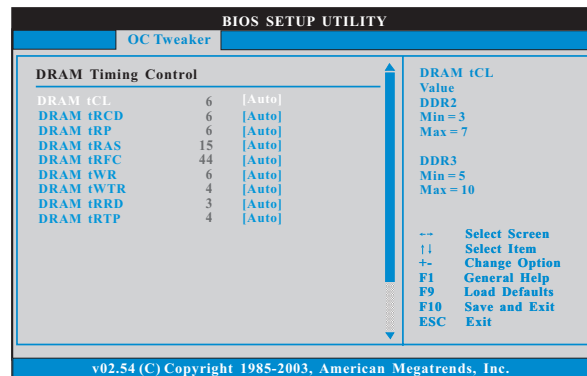 BIOS SETUP UTILITY
OC Tweaker
DRAM Timing Control
DRAM tCL 6 [Auto]
DRAM tRCD 6 [Auto]
DRAM tRP 6 [Auto]
DRAM tRAS 15 [Auto]
DRAM tRFC 44 [Auto]
DRAM tWR 6 [Auto]
DRAM tWTR 4 [Auto]
DRAM tRRD 3 [Auto]
DRAM tRTP 4 [Auto]
DRAM tCL
Value
DDR2
Min = 3
Max = 7
DDR3
Min = 5
Max = 10
←→ Select Screen
↑↓ Select Item
+- Change Option
F1 General Help
F9 Load Defaults
F10 Save and Exit
ESC Exit
v02.54 (C) Copyright 1985-2003, American Megatrends, Inc.